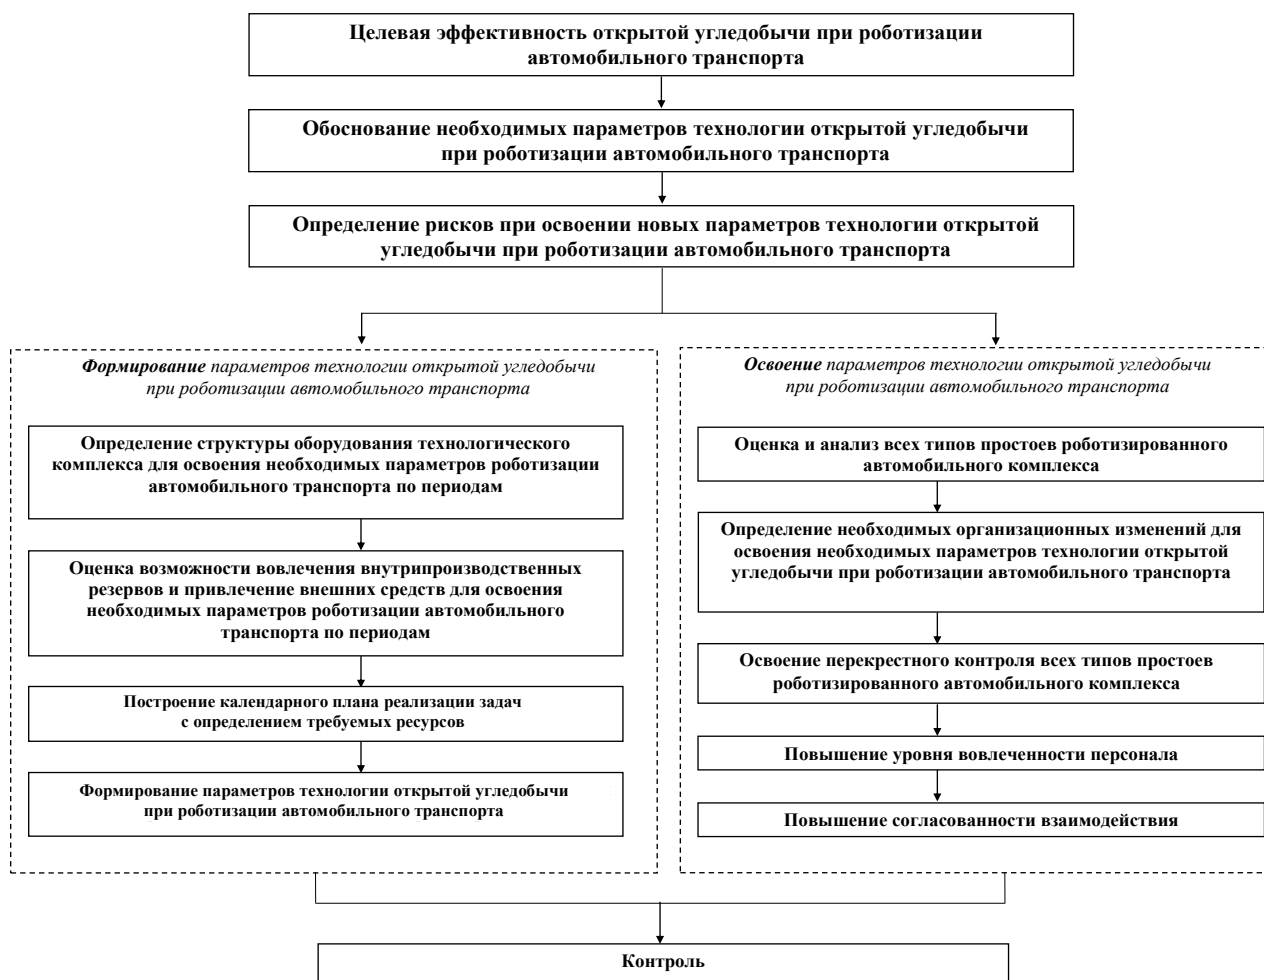 Целевая эффективность открытой угледобычи при роботизации
автомобильного транспорта
Обоснование необходимых параметров технологии открытой угледобычи
при роботизации автомобильного транспорта
Определение рисков при освоении новых параметров технологии открытой
угледобычи при роботизации автомобильного транспорта
Формирование параметров технологии открытой угледобычи
при роботизации автомобильного транспорта
Определение структуры оборудования технологического
комплекса для освоения необходимых параметров роботизации
автомобильного транспорта по периодам
Оценка возможности вовлечения внутрипроизводственных
резервов и привлечение внешних средств для освоения
необходимых параметров роботизации автомобильного
транспорта по периодам
Построение календарного плана реализации задач
с определением требуемых ресурсов
Формирование параметров технологии открытой угледобычи
при роботизации автомобильного транспорта
Освоение параметров технологии открытой угледобычи
при роботизации автомобильного транспорта
Оценка и анализ всех типов простоев роботизированного
автомобильного комплекса
Определение необходимых организационных изменений для
освоения необходимых параметров технологии открытой
угледобычи при роботизации автомобильного транспорта
Освоение перекрестного контроля всех типов простоев
роботизированного автомобильного комплекса
Повышение уровня вовлеченности персонала
Повышение согласованности взаимодействия
Контроль